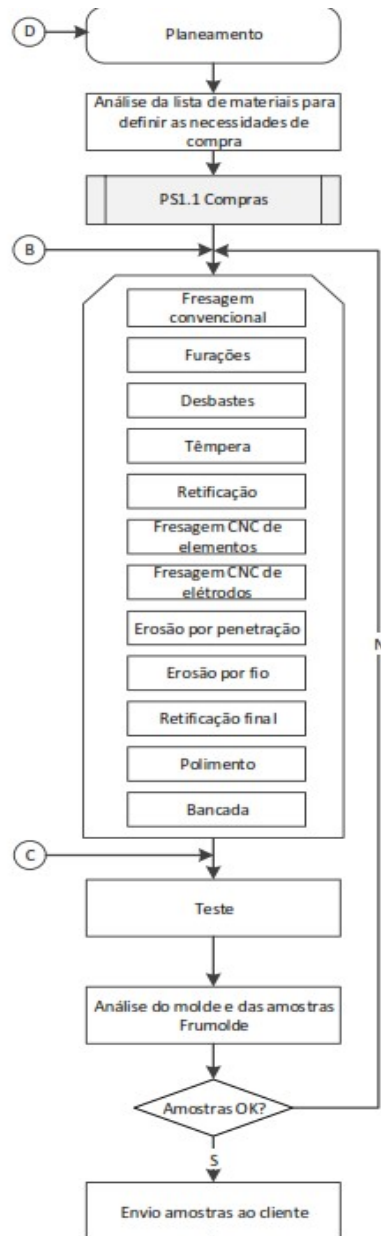 D
Planeamento
Análise da lista de materiais para
definir as necessidades de
compra
PS1.1 Compras
B
Fresagem
convencional
Furações
Desbastes
Têmpera
Retificação
Fresagem CNC de
elementos
Fresagem CNC de
elétrodos
Erosão por penetração
Erosão por fio
Retificação final
Polimento
Bancada
N
C
Teste
Análise do molde e das amostras
Frumolde
Amostras OK?
S
Envio amostras ao cliente